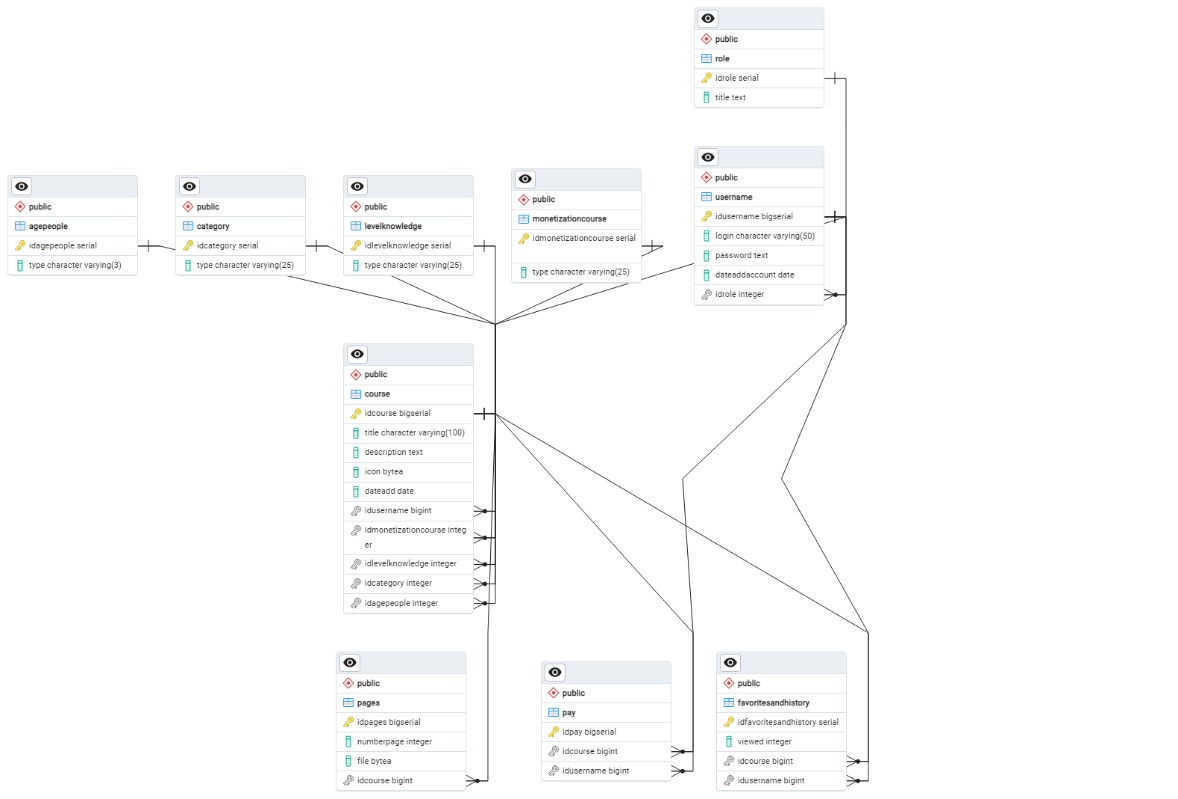 public
role
idrole serial
title text
public
username
idusername bigserial
login character varying(50)
password text
dateaddaccount date
idrole integer
public
agepeople
idagepeople serial
type character varying(3)
public
category
idcategory serial
type character varying(25)
public
levelknowledge
idlevelknowledge serial
type character varying(25)
public
monetizationcourse
idmonetizationcourse serial
type character varying(25)
public
course
idcourse bigserial
title character varying(100)
description text
icon bytea
dateadd date
idusername bigint
idmonetizationcourse integ
er
idlevelknowledge integer
idcategory integer
idagepeople integer
public
pages
idpages bigserial
numberpage integer
file bytea
idcourse bigint
public
pay
idpay bigserial
idcourse bigint
idusername bigint
public
favoritesandhistory
idfavoritesandhistory serial
viewed integer
idcourse bigint
idusername bigint